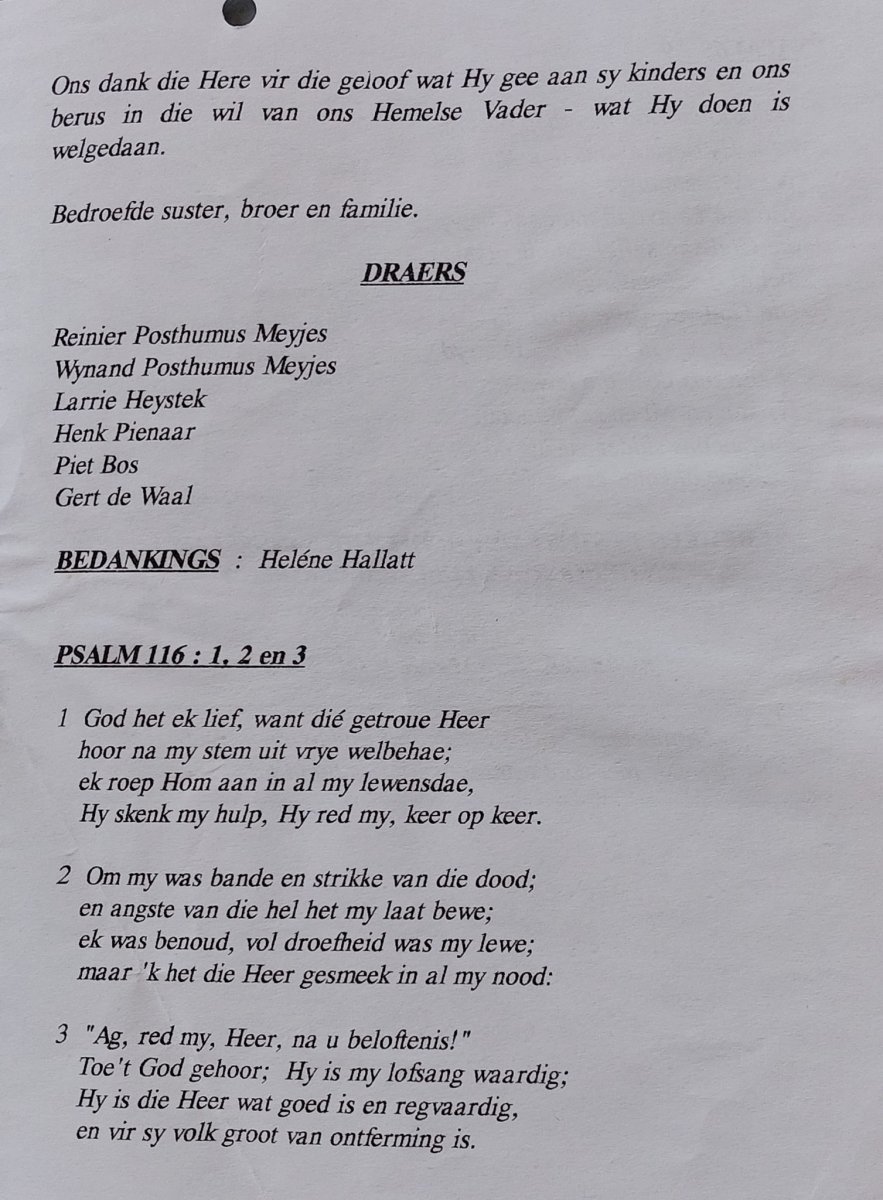 Ons dank die Here vir die geloof wat Hy gee aan sy kinders en ons
berus in die wil van ons Hemelse Vader - wat Hy doen is
welgedaan.
Bedroefde suster, broer en familie.
DRAERS
Reinier Posthumus Meyjes
Wynand Posthumus Meyjes
Larrie Heystek
Henk Pienaar
Piet Bos
Gert de Waal
BEDANKINGS : Heléne Hallatt
PSALM 116 : 1, 2 en 3
1 God het ek lief, want dié getroue Heer
hoor na my stem uit vrye welbehae;
ek roep Hom aan in al my lewensdae,
Hy skenk my hulp, Hy red my, keer op keer.
2 Om my was bande en strikke van die dood;
en angste van die hel het my laat bewe;
ek was benoud, vol droefheid was my lewe;
maar 'k het die Heer gesmeek in al my nood:
3 "Ag, red my, Heer, na u beloftenis!"
Toe't God gehoor; Hy is my lofsang waardig;
Hy is die Heer wat goed is en regvaardig,
en vir sy volk groot van ontferming is.